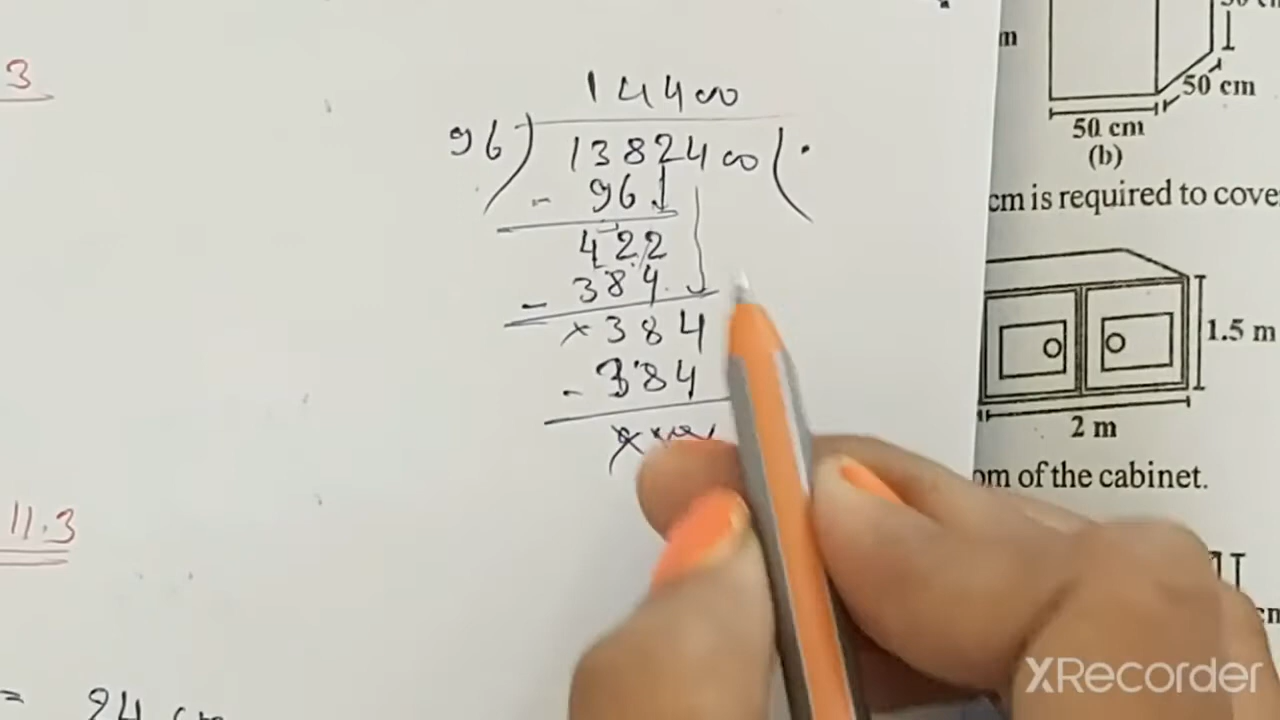 3
14400
96) 1382400 (
- 96
422
- 384
× 384
- 384
11.3
= 24 cm
50 cm
50 cm
(b)
cm is required to cove
1.5 m
2 m
om of the cabinet.
XRecorder